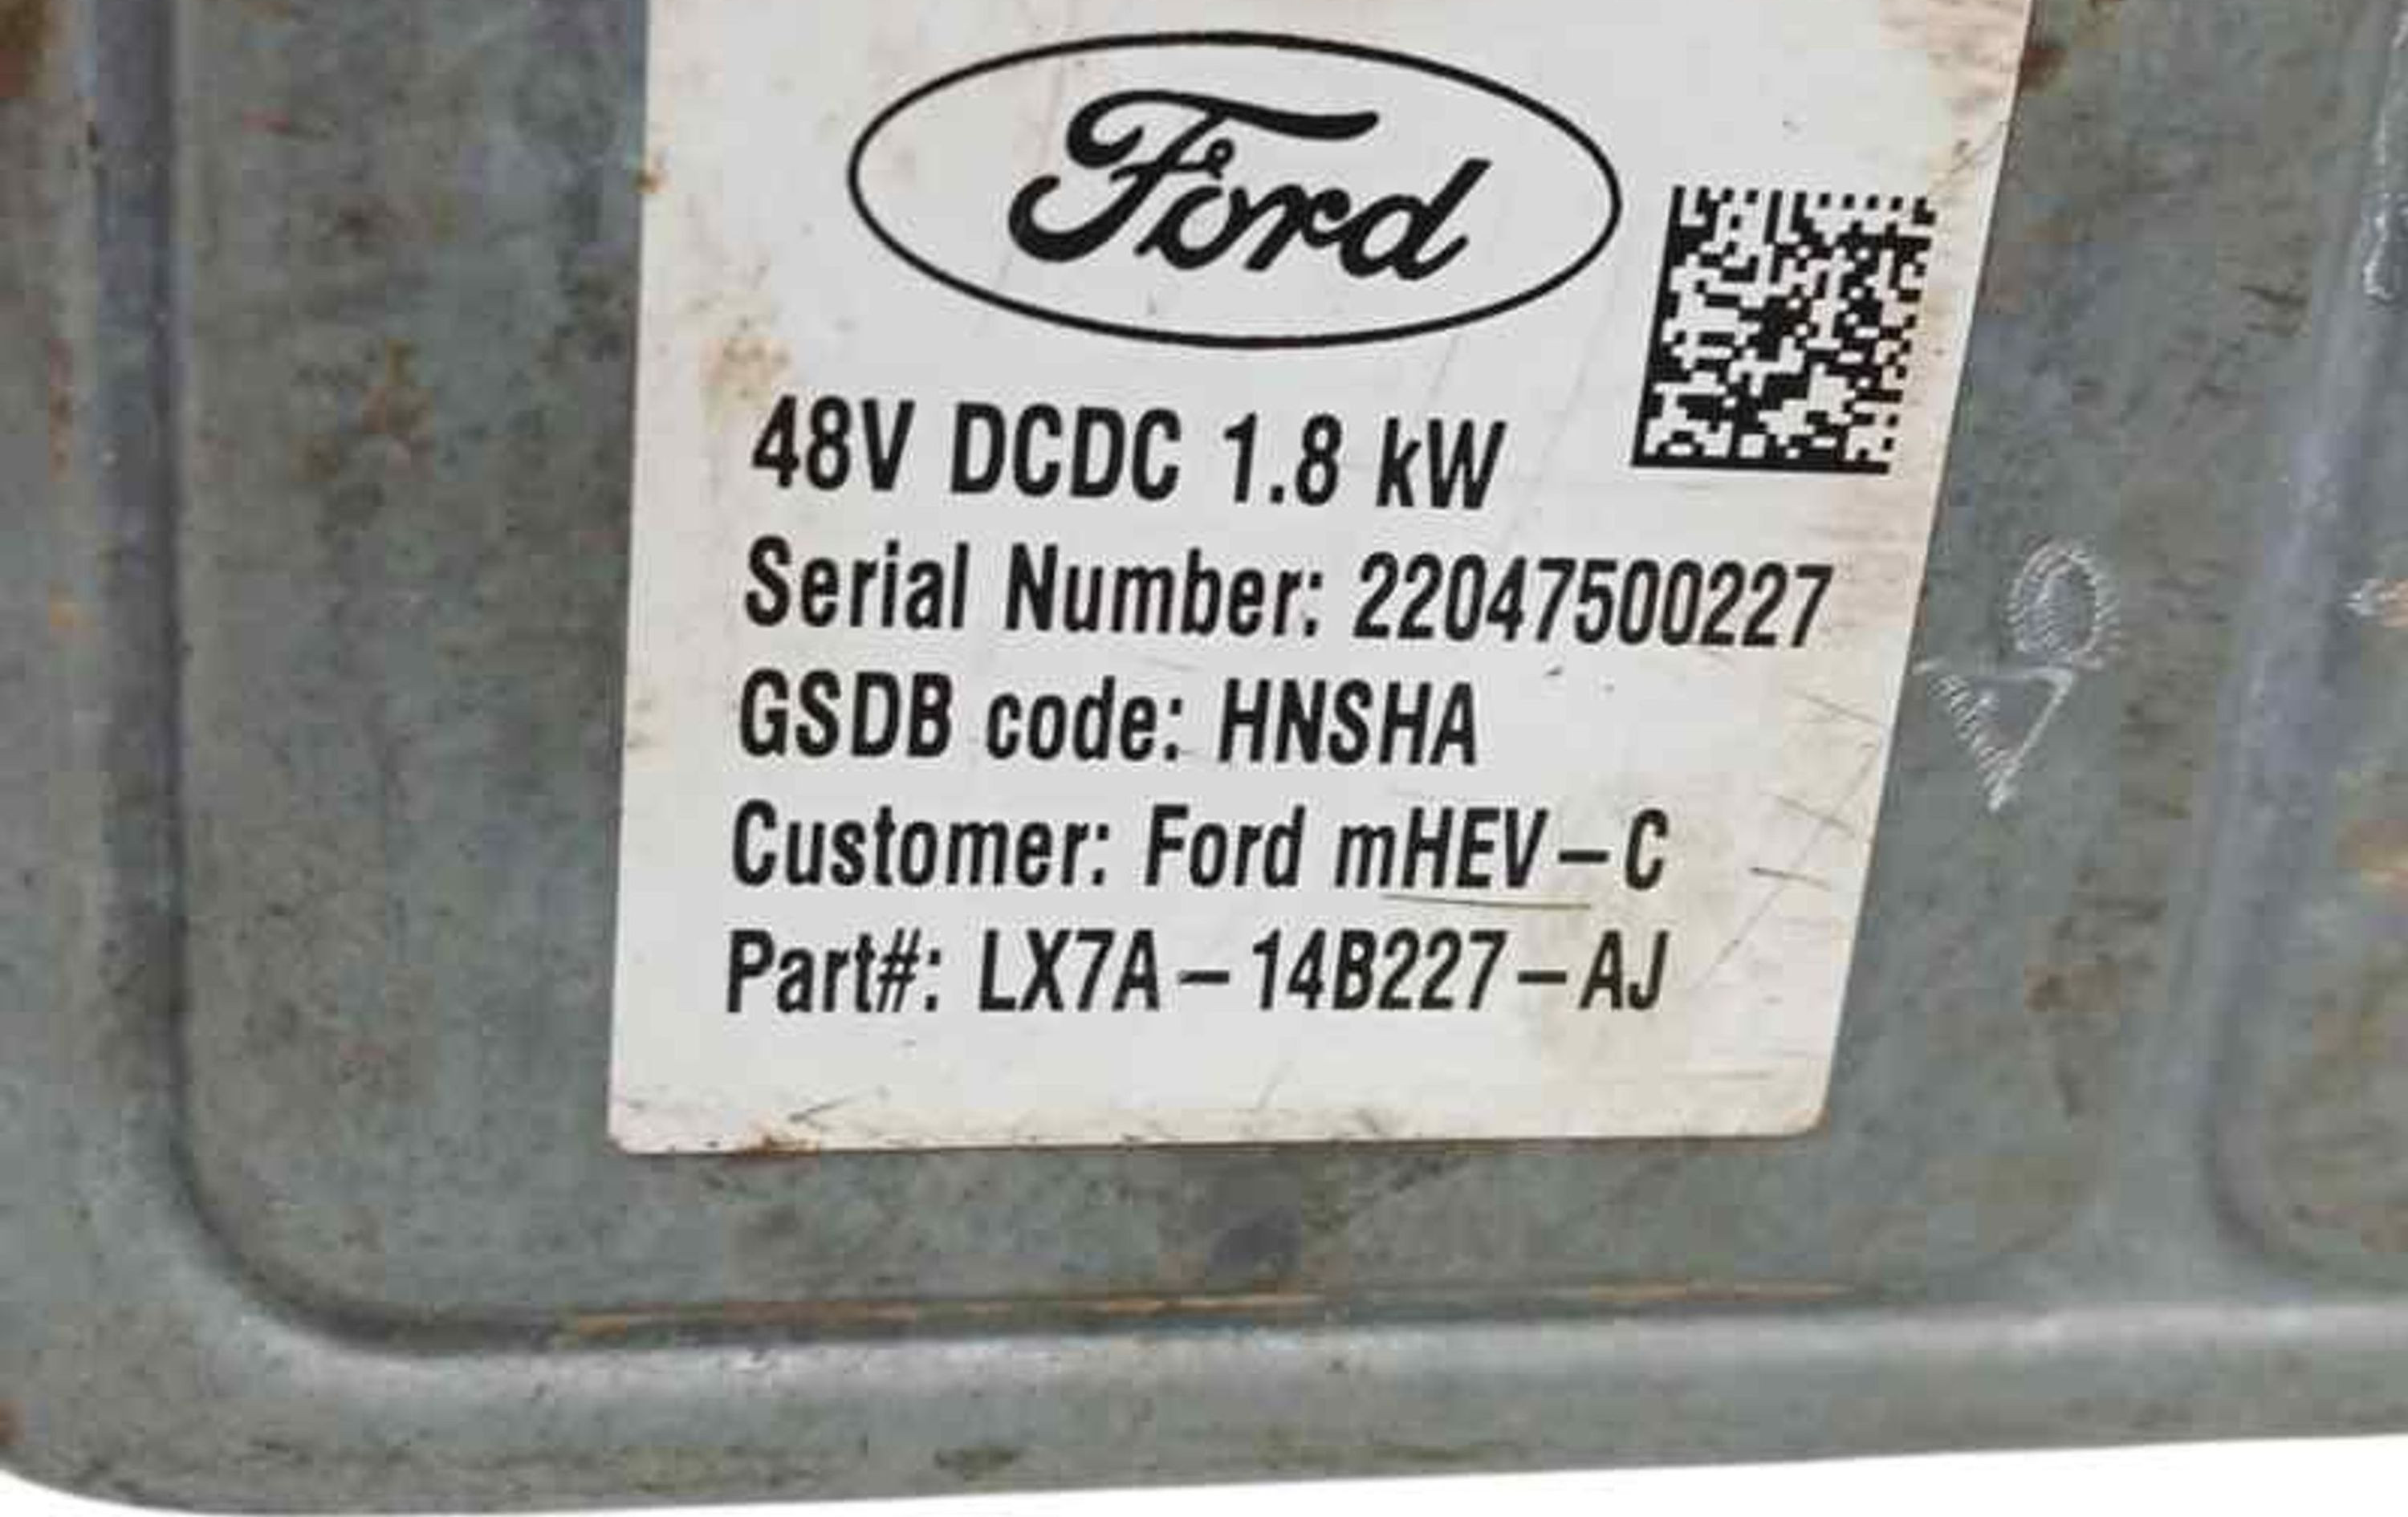 Ford
48V DCDC 1.8 kW
Serial Number: 22047500227
GSDB code: HNSHA
Customer: Ford mHEV-C
Part#: LX7A-14B227-AJ